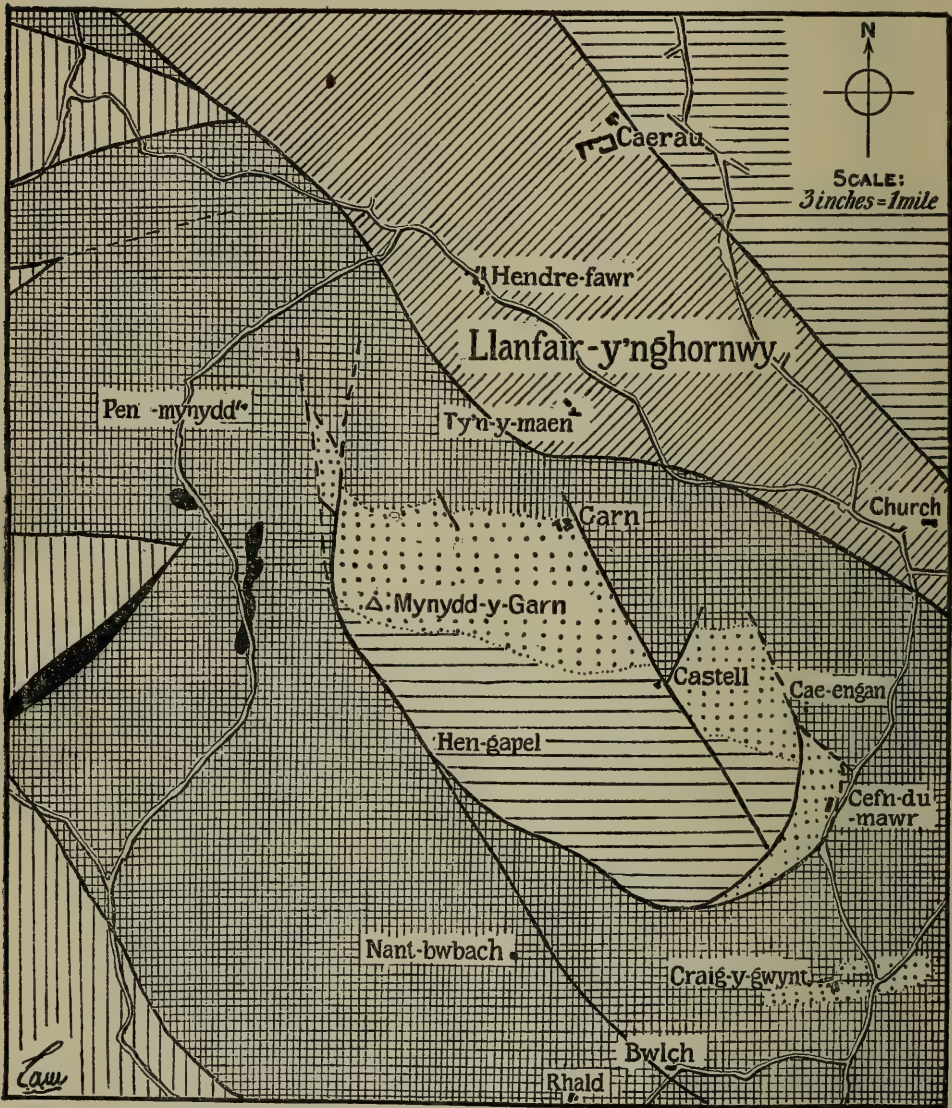 N
Caerau
SCALE:
3 inches = 1 mile
Hendre-fawr
Llanfair-y'nghornwy
Pen-mynydd
Ty'n-y-maen
Garn
Church
Mynydd-y-Garn
Castell
Cae-engan
Hen-gapel
Cefn-du
-mawr
Nant-bwbach
Craig-y-gwynt
Bwlch
Rhald